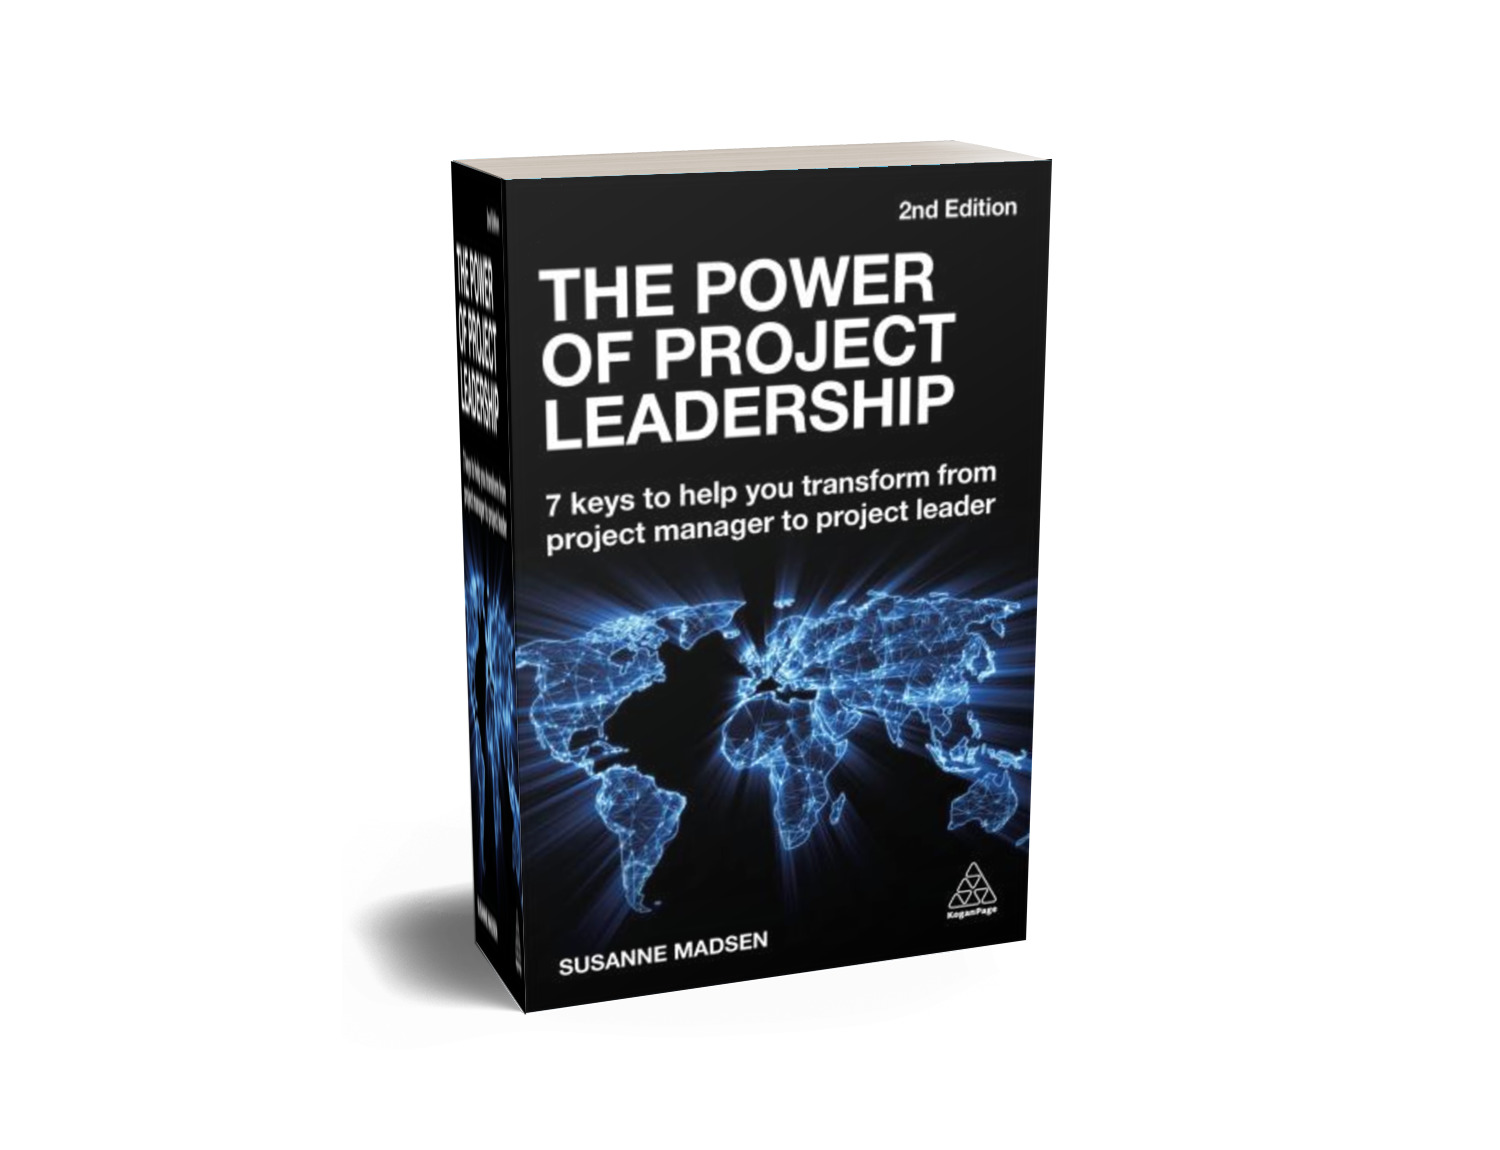 2nd Edition
THE POWER
OF PROJECT
LEADERSHIP
7 keys to help you transform from
project manager to project leader
KoganPage
SUSANNE MADSEN
THE POWER
OF PROJECT
LEADERSHIP